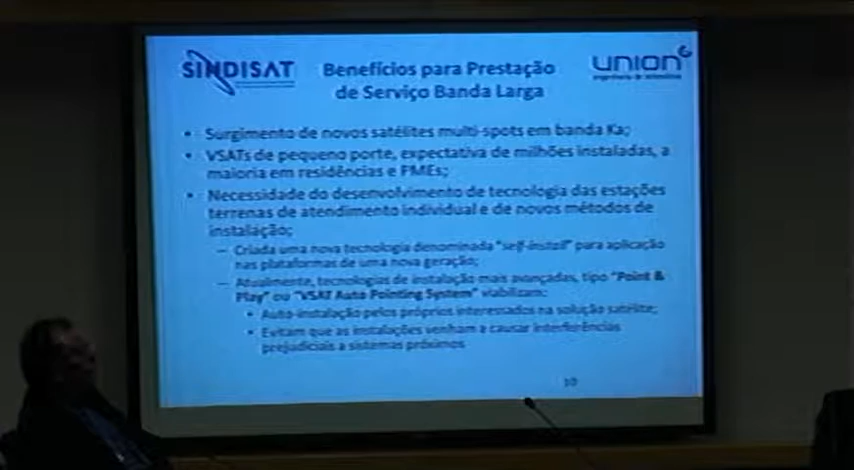 SINDISAT
Benefícios para Prestação
de Serviço Banda Larga
union
• Surgimento de novos satélites multi-spots em banda Ka;
• VSATs de pequeno porte, expectativa de milhões instaladas, a
maioria em residências e PMEs;
• Necessidade do desenvolvimento de tecnologia das estações
terrenas de atendimento individual e de novos métodos de
instalação;
– Criada uma nova tecnologia denominada "self-install" para aplicação
nas plataformas de uma nova geração;
– Atualmente, tecnologias de instalação mais avançadas, tipo "Point &
Play" ou "VSAT Auto Pointing System" viabilizam:
• Auto-instalação pelos próprios interessados na solução satélite;
• Evitam que as instalações venham a causar interferências
prejudiciais a sistemas próximos
10